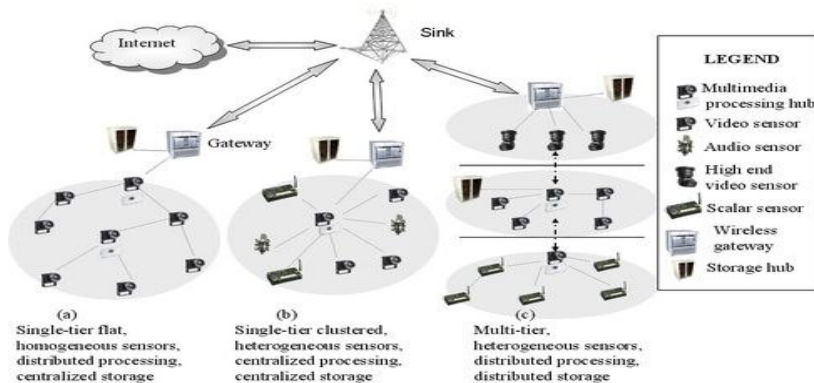 Internet
Sink
Gateway
LEGEND
Multimedia
processing hub
Video sensor
Audio sensor
High end
video sensor
Scalar sensor
Wireless
gateway
Storage hub
(a)
Single-tier flat,
homogeneous sensors,
distributed processing,
centralized storage
(b)
Single-tier clustered,
heterogeneous sensors,
centralized processing,
centralized storage
(c)
Multi-tier,
heterogeneous sensors,
distributed processing,
distributed storage